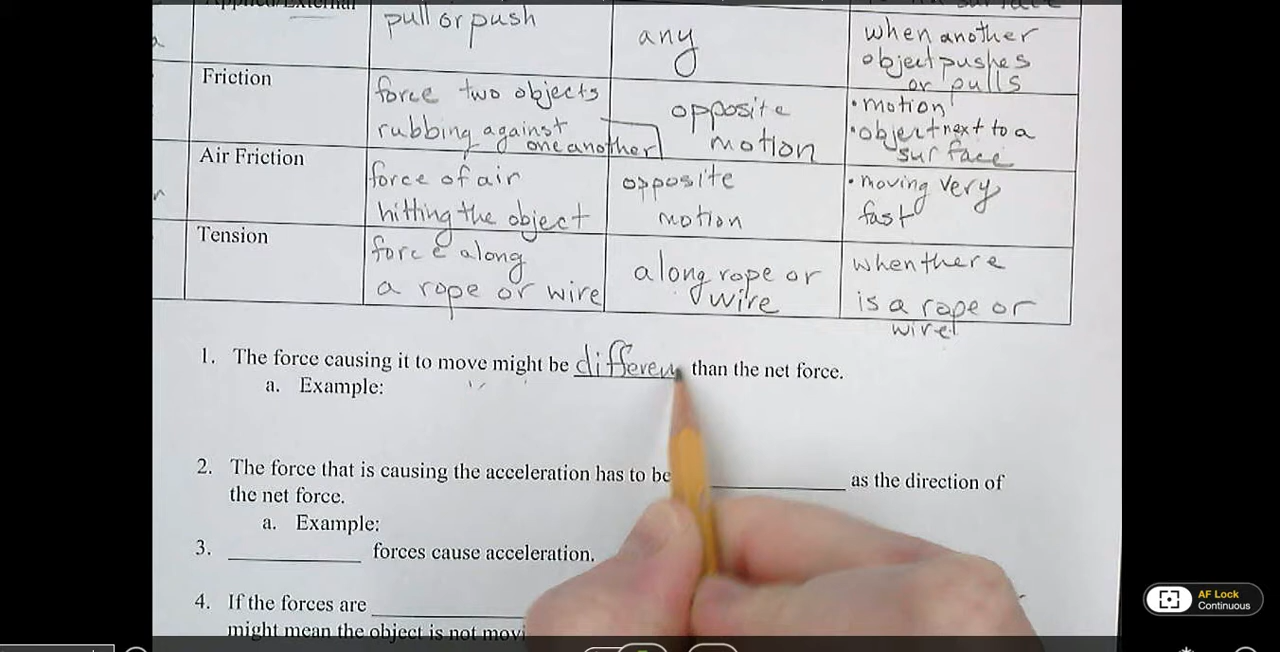 Applied/External
pull or push
any
when another
object pushes
or pulls
Friction
force two objects
rubbing against
one another
opposite
motion
• motion
• object next to a
surface
Air Friction
force of air
hitting the object
opposite
motion
• moving very
fast
Tension
force along
a rope or wire
along rope or
wire
when there
is a rope or
wire
1. The force causing it to move might be differen than the net force.
a. Example:
2. The force that is causing the acceleration has to be as the direction of
the net force.
a. Example:
3. forces cause acceleration.
4. If the forces are
might mean the object is not movi
AF Lock
Continuous